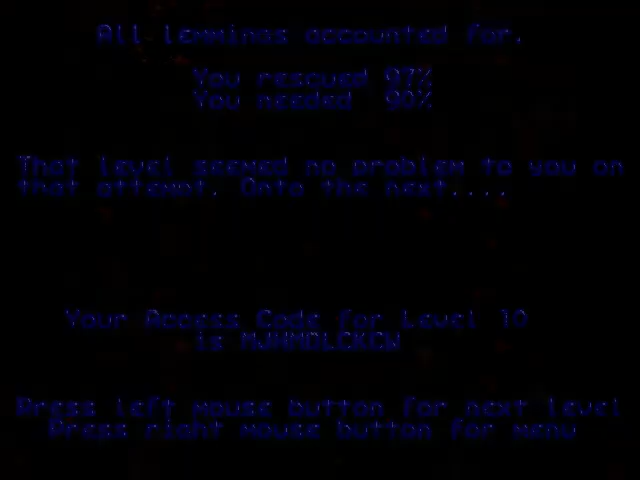 All lemmings accounted for.
You rescued 97%
You needed 90%
That level seemed no problem to you on
that attempt. Onto the next....
Your Access Code for Level 10
is
Press left mouse button for next level
Press right mouse button for menu